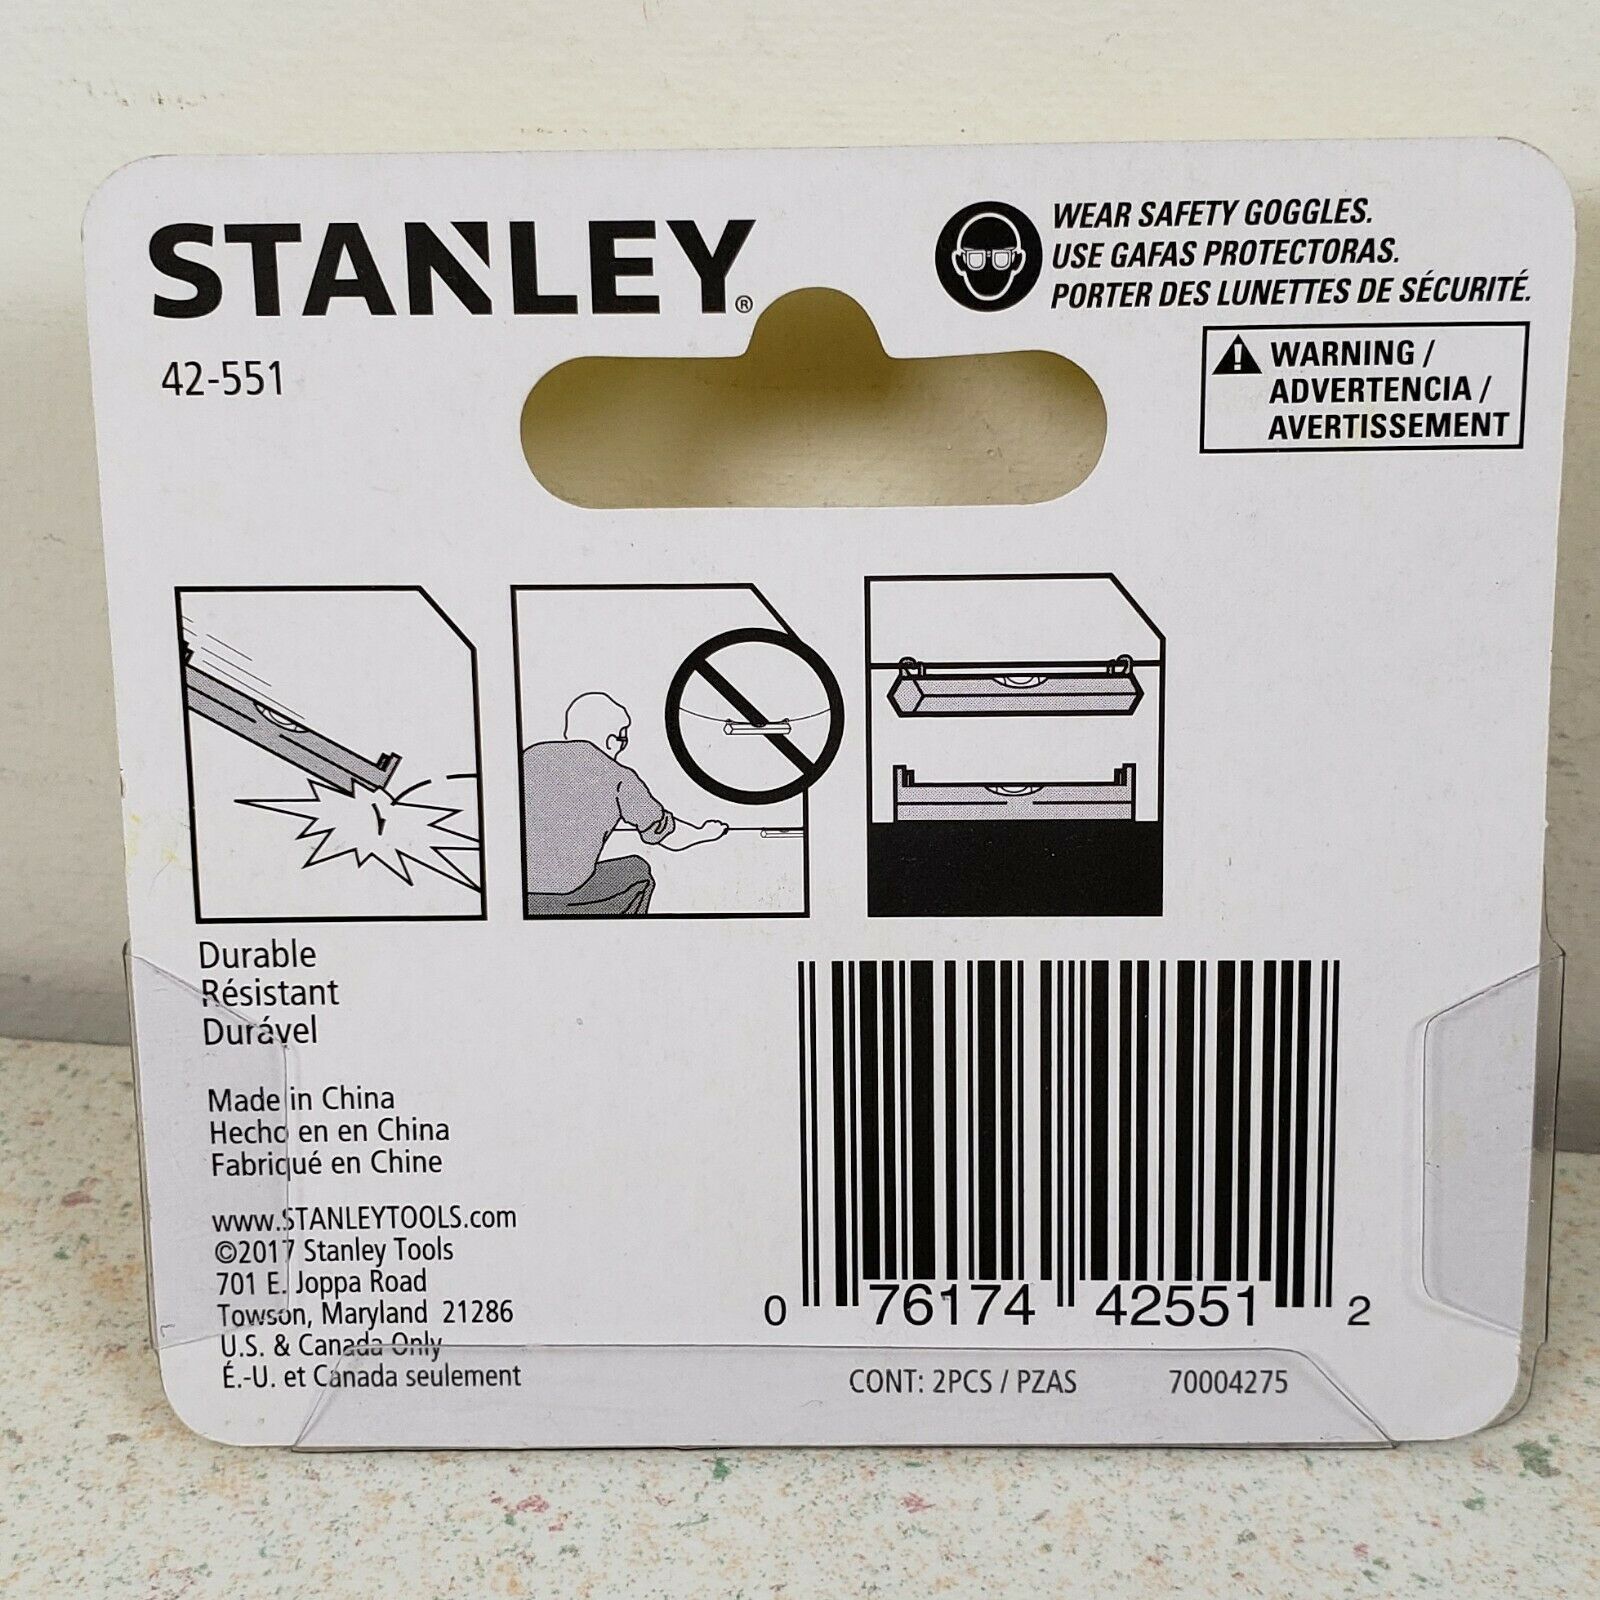 STANLEY®
42-551
WEAR SAFETY GOGGLES.
USE GAFAS PROTECTORAS.
PORTER DES LUNETTES DE SÉCURITÉ.
WARNING /
ADVERTENCIA /
AVERTISSEMENT
Durable
Résistant
Durável
Made in China
Hecho en en China
Fabriqué en Chine
www.STANLEYTOOLS.com
©2017 Stanley Tools
701 E. Joppa Road
Towson, Maryland 21286
U.S. & Canada Only
É.-U. et Canada seulement
0 76174 42551 2
CONT: 2PCS / PZAS 70004275